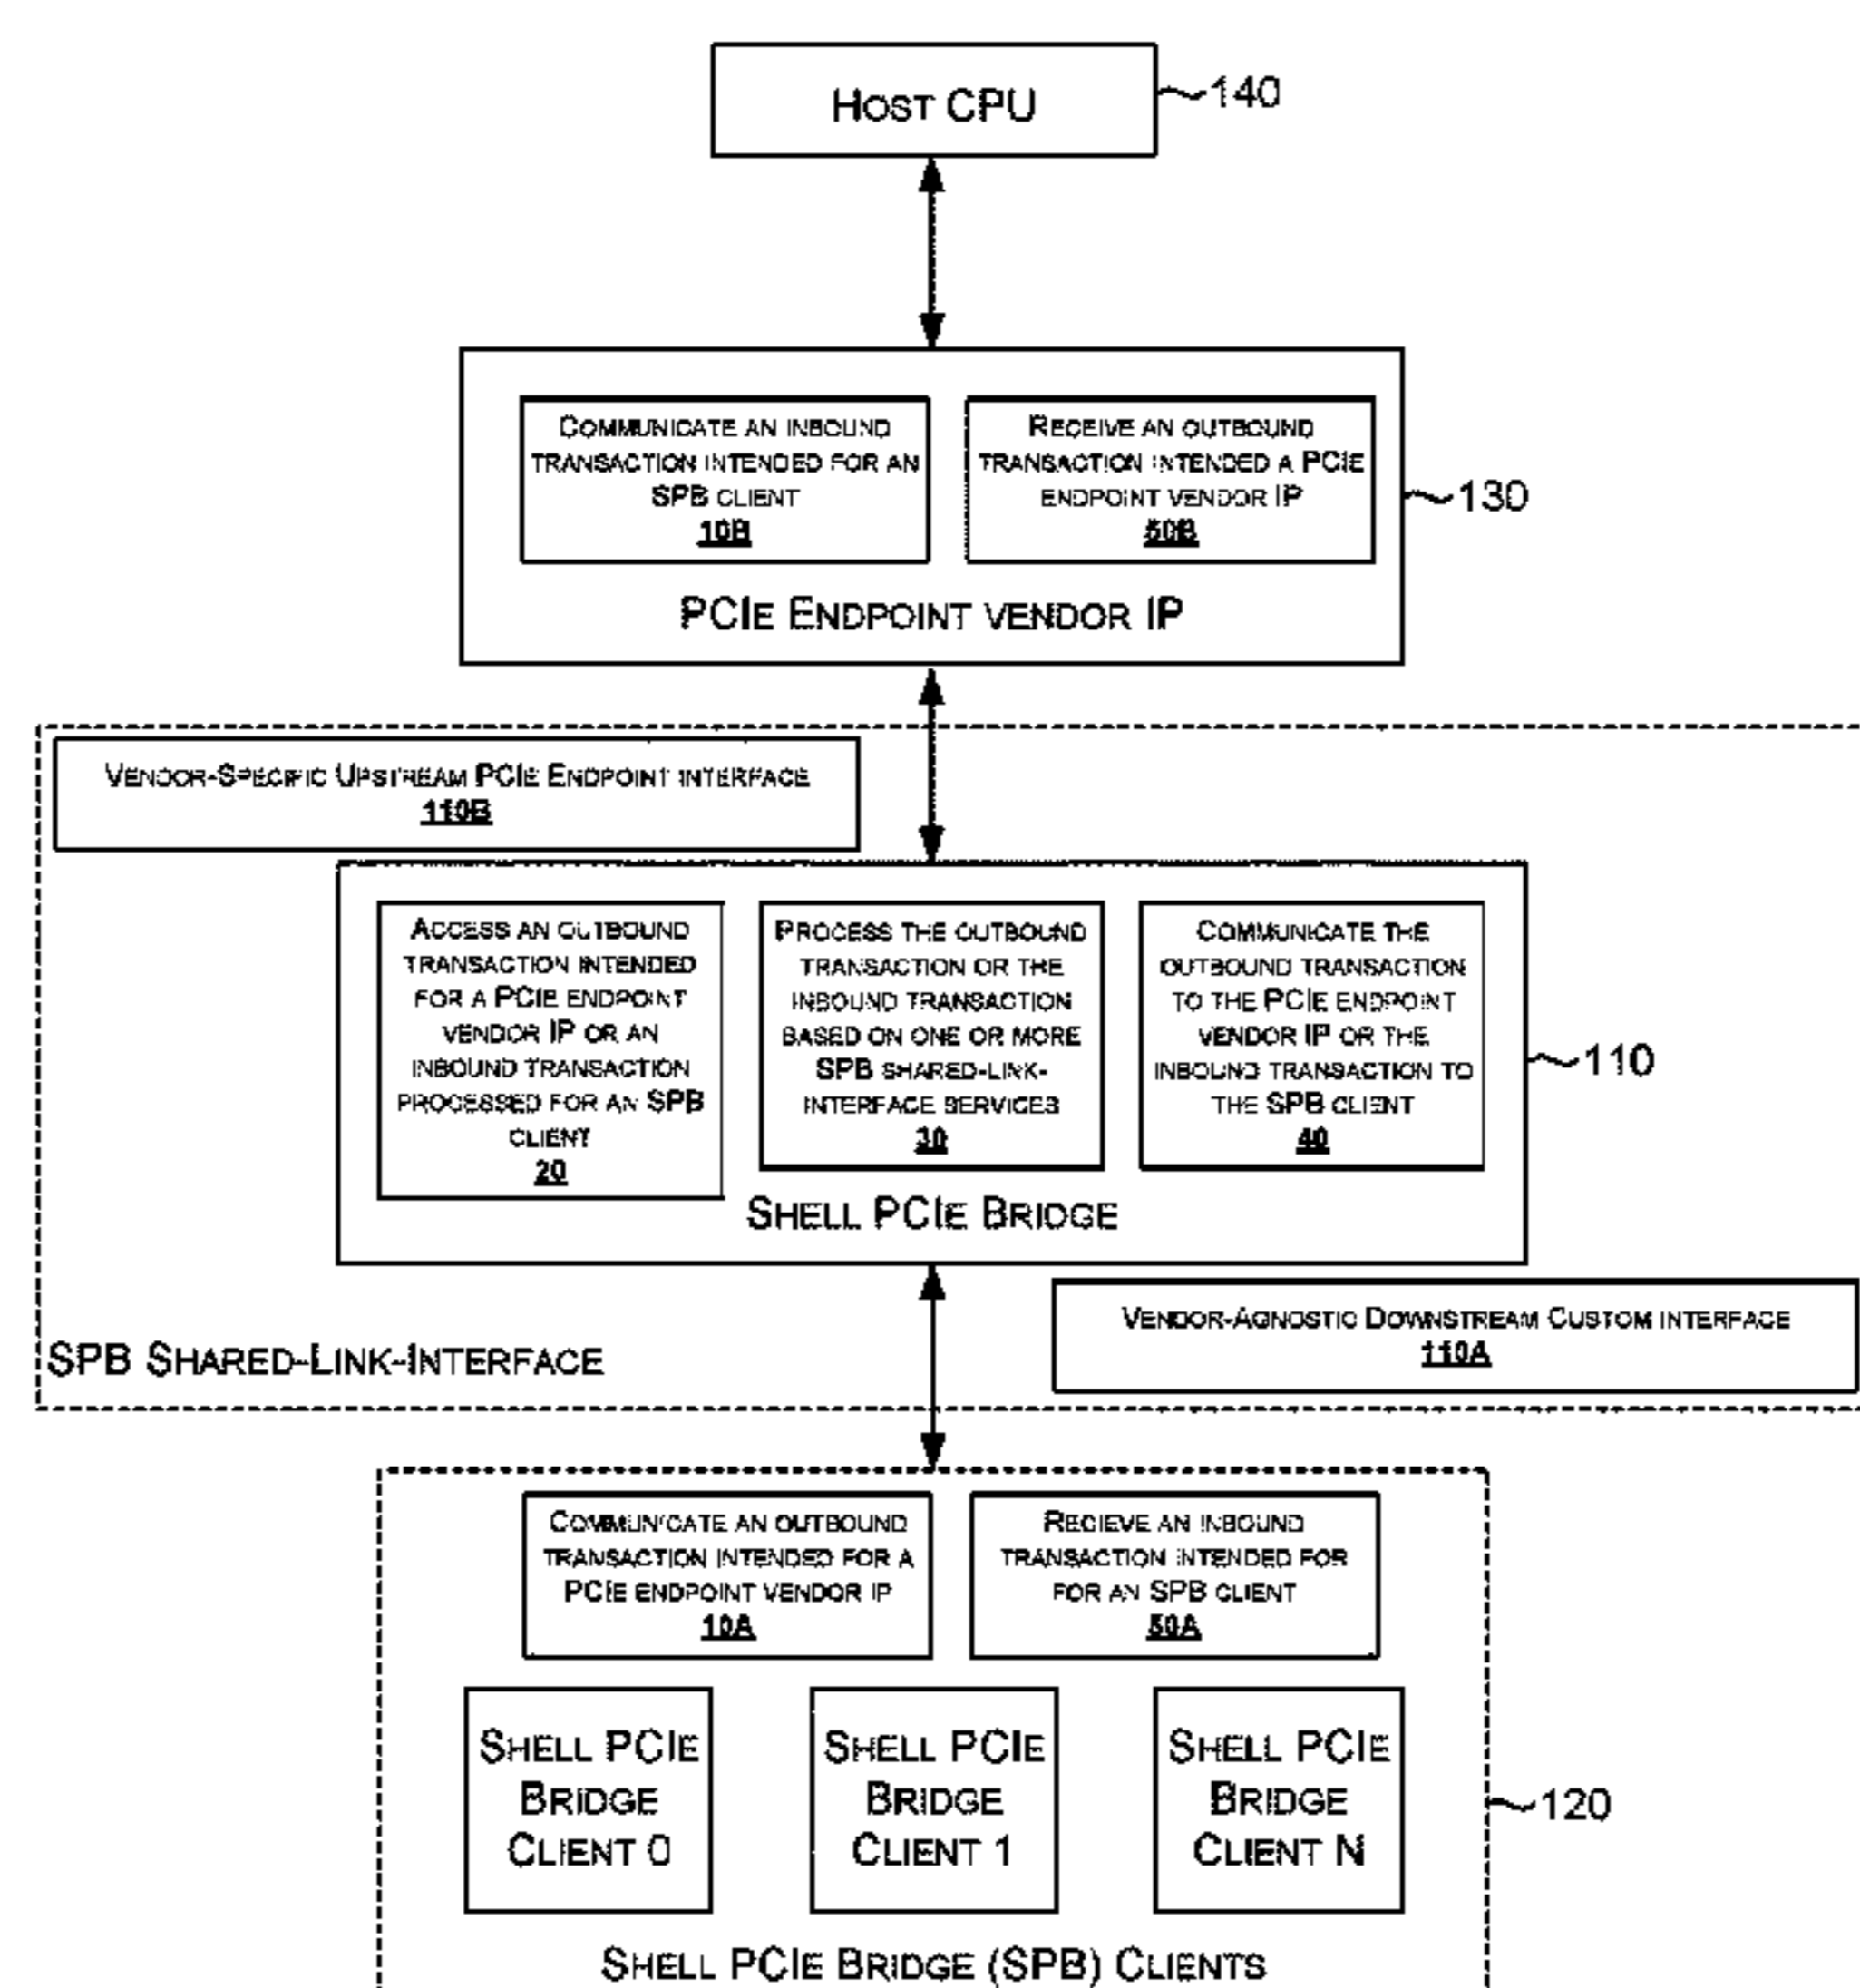 HOST CPU
140
COMMUNICATE AN INBOUND
TRANSACTION INTENDED FOR AN
SPB CLIENT
10B
RECEIVE AN OUTBOUND
TRANSACTION INTENDED A PCIE
ENDPOINT VENDOR IP
50B
130
PCIE ENDPOINT VENDOR IP
VENDOR-SPECIFIC UPSTREAM PCIE ENDPOINT INTERFACE
110B
ACCESS AN OUTBOUND
TRANSACTION INTENDED
FOR A PCIE ENDPOINT
VENDOR IP OR AN
INBOUND TRANSACTION
PROCESSED FOR AN SPB
CLIENT
20
PROCESS THE OUTBOUND
TRANSACTION OR THE
INBOUND TRANSACTION
BASED ON ONE OR MORE
SPB SHARED-LINK-
INTERFACE SERVICES
30
COMMUNICATE THE
OUTBOUND TRANSACTION
TO THE PCIE ENDPOINT
VENDOR IP OR THE
INBOUND TRANSACTION TO
THE SPB CLIENT
40
110
SHELL PCIE BRIDGE
VENDOR-AGNOSTIC DOWNSTREAM CUSTOM INTERFACE
110A
SPB SHARED-LINK-INTERFACE
COMMUNICATE AN OUTBOUND
TRANSACTION INTENDED FOR A
PCIE ENDPOINT VENDOR IP
10A
RECIEVE AN INBOUND
TRANSACTION INTENDED FOR
FOR AN SPB CLIENT
50A
SHELL PCIE
BRIDGE
CLIENT 0
SHELL PCIE
BRIDGE
CLIENT 1
SHELL PCIE
BRIDGE
CLIENT N
120
SHELL PCIE BRIDGE (SPB) CLIENTS